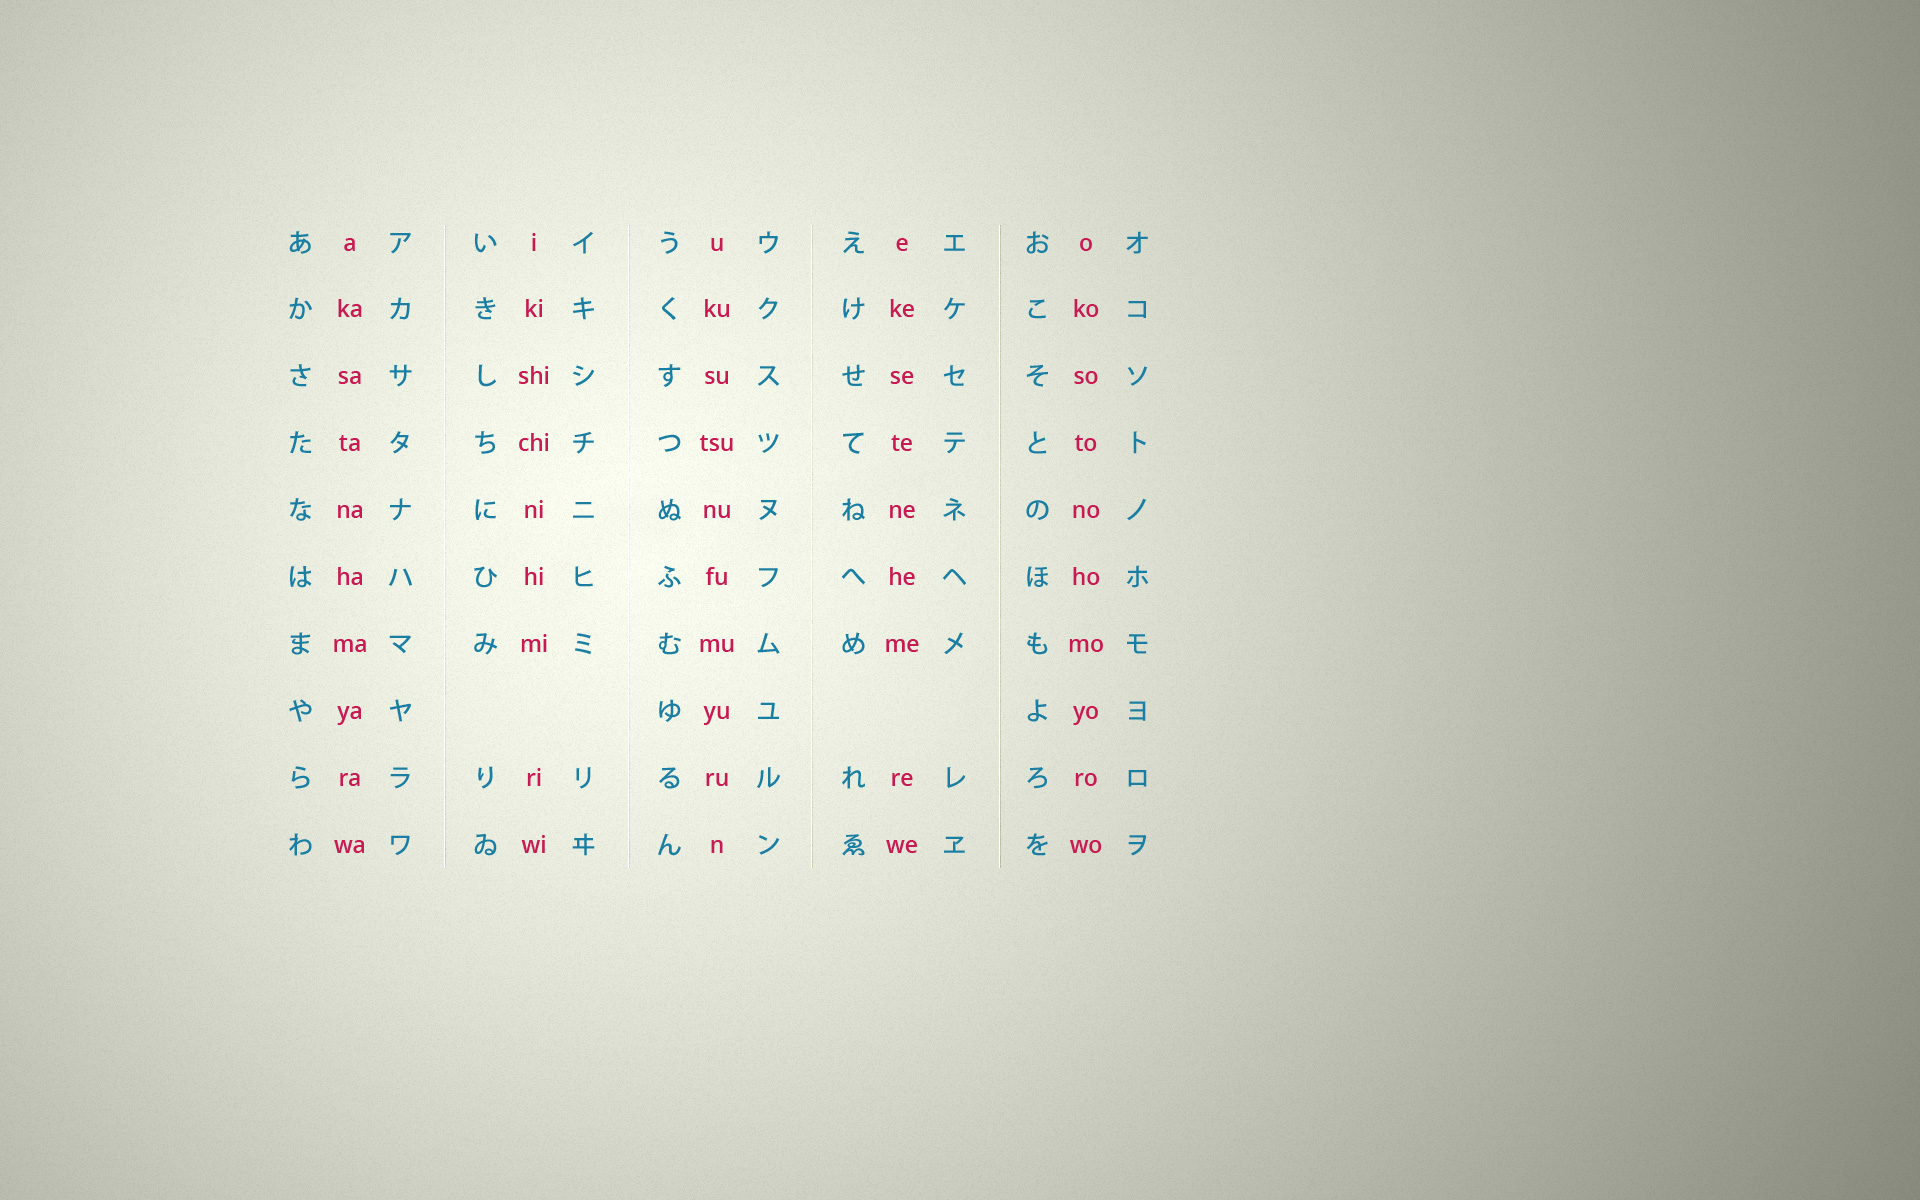 あ a ア い i イ う u ウ え e エ お o オ
か ka カ き ki キ く ku ク け ke ケ こ ko コ
さ sa サ し shi シ す su ス せ se セ そ so ソ
た ta タ ち chi チ つ tsu ツ て te テ と to ト
な na ナ に ni ニ ぬ nu ヌ ね ne ネ の no ノ
は ha ハ ひ hi ヒ ふ fu フ へ he ヘ ほ ho ホ
ま ma マ み mi ミ む mu ム め me メ も mo モ
や ya ヤ ゆ yu ユ よ yo ヨ
ら ra ラ り ri リ る ru ル れ re レ ろ ro ロ
わ wa ワ ゐ wi ヰ ん n ン ゑ we ヱ を wo ヲ